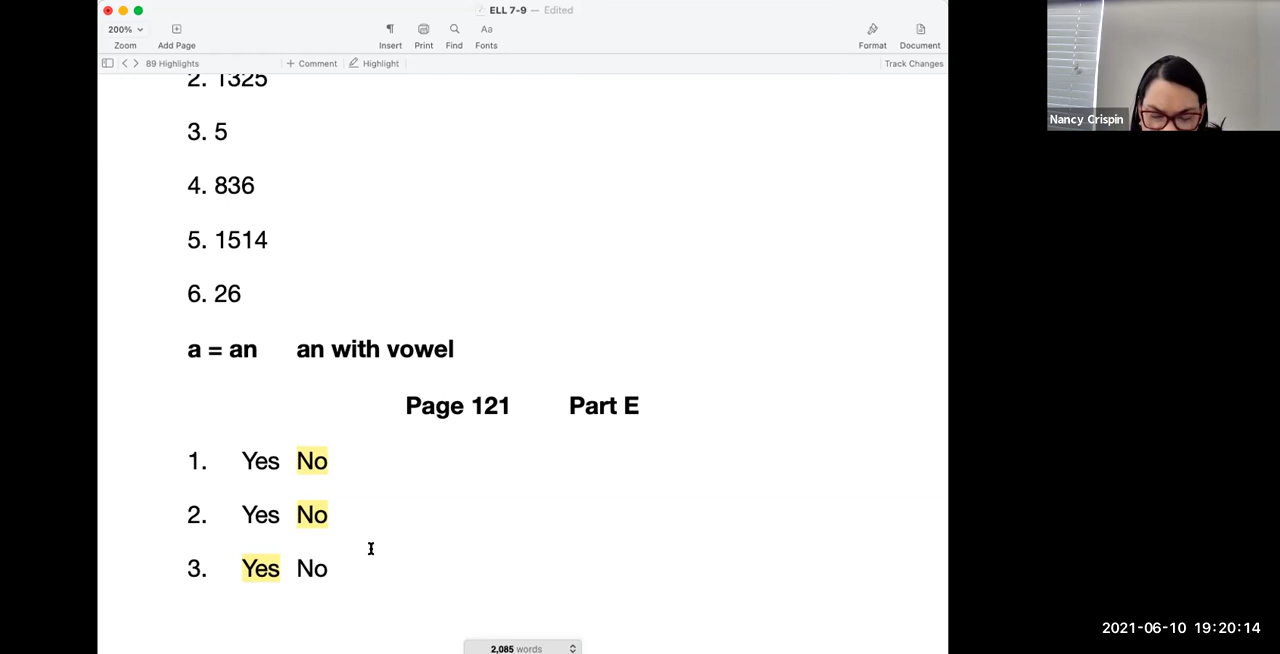 ELL 7-9 — Edited
200%
Zoom
Add Page
Insert
Print
Find
Aa
Fonts
Format
Document
89 Highlights
+ Comment
Highlight
Track Changes
2. 1325
3. 5
4. 836
5. 1514
6. 26
a = an an with vowel
Page 121 Part E
1. Yes No
2. Yes No
3. Yes No
2,085 words
Nancy Crispin
2021-06-10 19:20:14